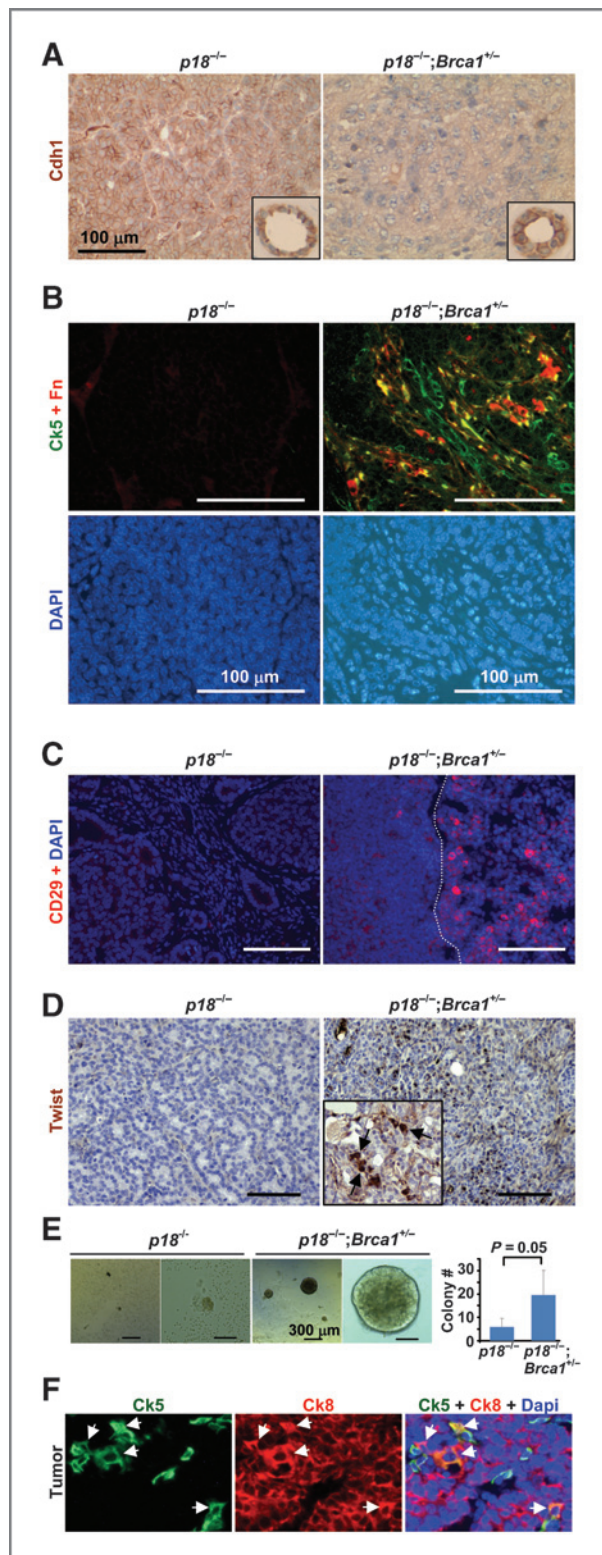 A
p18−/− p18−/−;Brca1+/−
Cdh1
100 μm
B
p18−/− p18−/−;Brca1+/−
Ck5 + Fn
DAPI
100 μm 100 μm
C
p18−/− p18−/−;Brca1+/−
CD29 + DAPI
D
p18−/− p18−/−;Brca1+/−
Twist
E
p18-/- p18−/−;Brca1+/−
300 μm
P = 0.05
Colony #
30
20
10
0
p18−/− p18−/−;
Brca1+/−
F
Ck5 Ck8 Ck5 + Ck8 + Dapi
Tumor